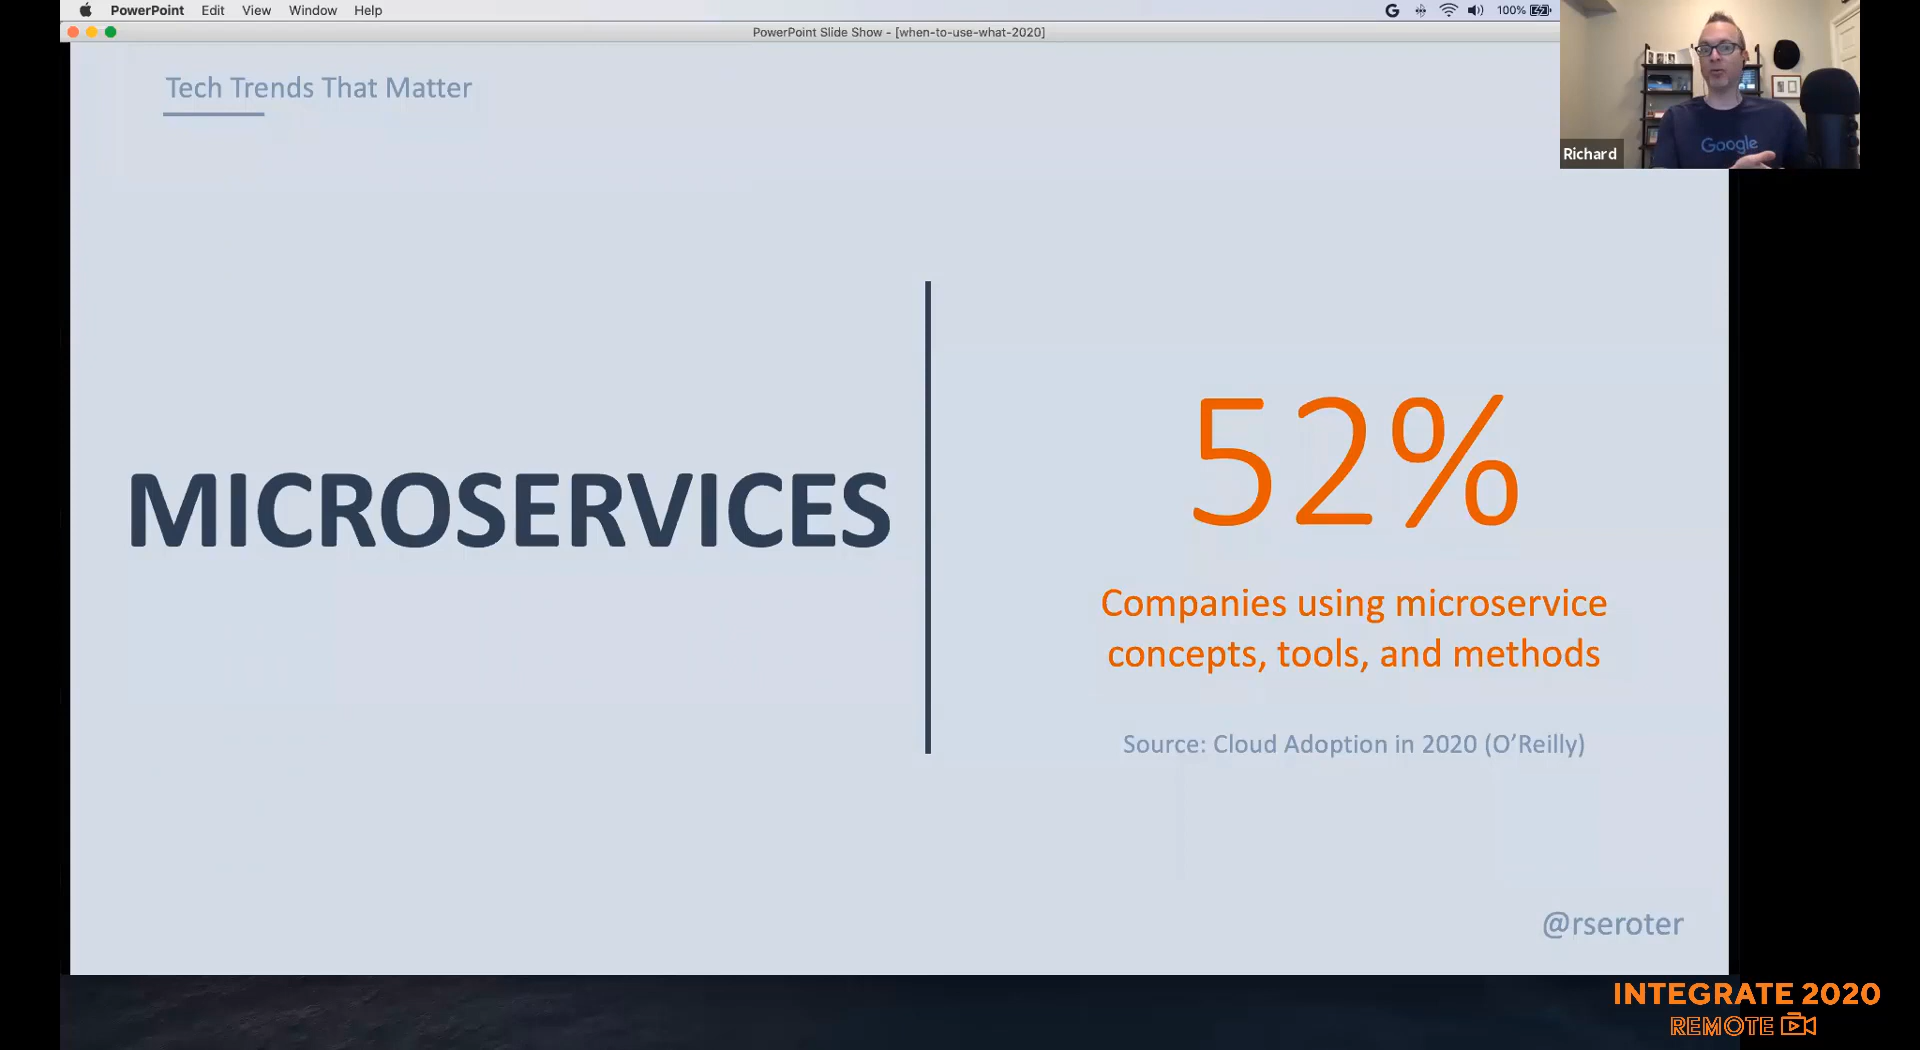 PowerPoint Edit View Window Help
100%
PowerPoint Slide Show - [when-to-use-what-2020]
Tech Trends That Matter
Google
Richard
MICROSERVICES
52%
Companies using microservice
concepts, tools, and methods
Source: Cloud Adoption in 2020 (O’Reilly)
@rseroter
INTEGRATE 2020
REMOTE